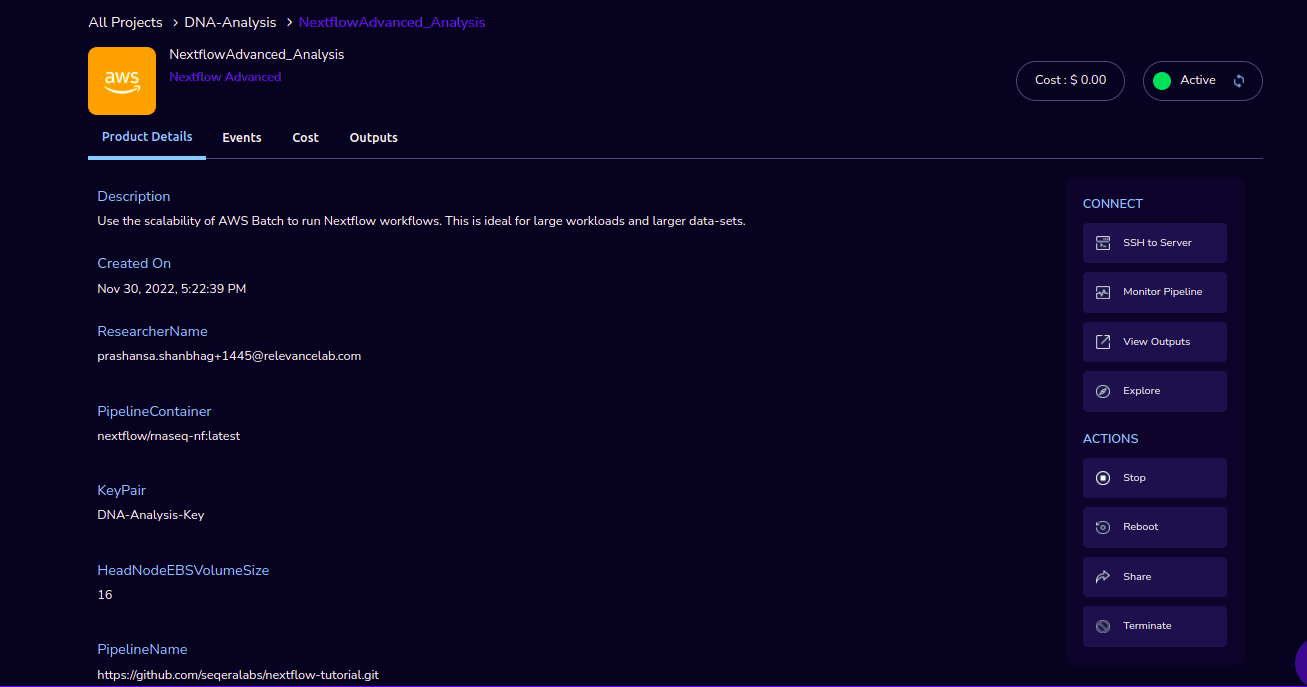 All Projects > DNA-Analysis > NextflowAdvanced_Analysis
aws
NextflowAdvanced_Analysis
Nextflow Advanced
Cost : $ 0.00
Active
Product Details
Events
Cost
Outputs
Description
Use the scalability of AWS Batch to run Nextflow workflows. This is ideal for large workloads and larger data-sets.
Created On
Nov 30, 2022, 5:22:39 PM
ResearcherName
prashansa.shanbhag+1445@relevancelab.com
PipelineContainer
nextflow/rnaseq-nf:latest
KeyPair
DNA-Analysis-Key
HeadNodeEBSVolumeSize
16
PipelineName
https://github.com/seqeralabs/nextflow-tutorial.git
CONNECT
SSH to Server
Monitor Pipeline
View Outputs
Explore
ACTIONS
Stop
Reboot
Share
Terminate